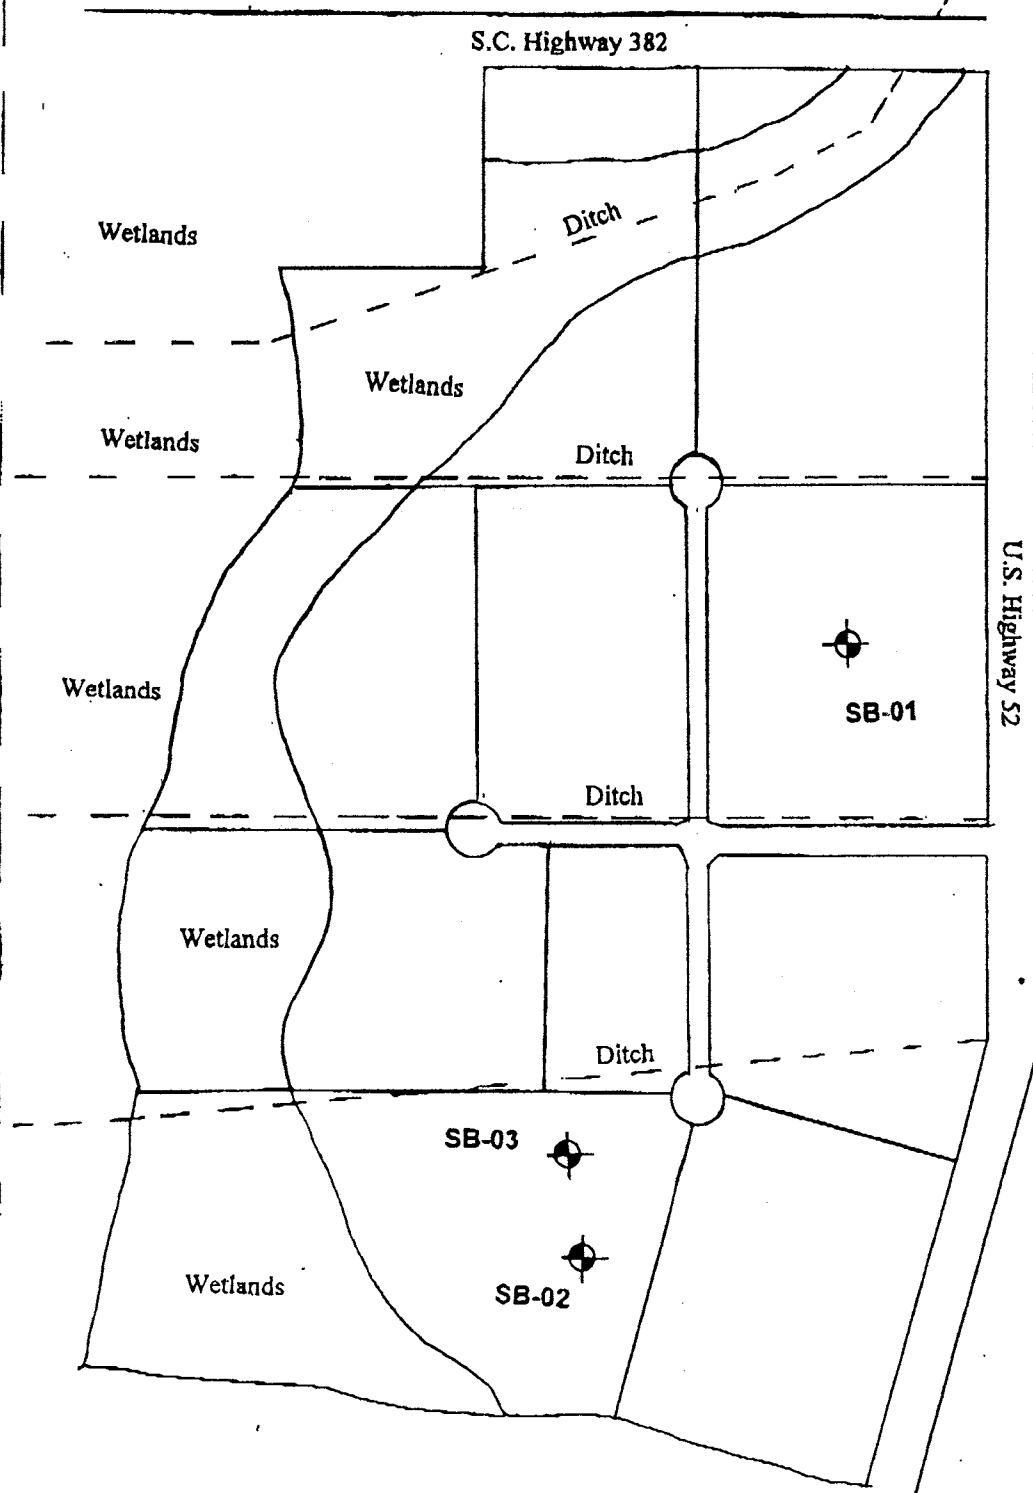 S.C. Highway 382
Ditch
Wetlands
Wetlands
Wetlands
Ditch
U.S. Highway 52
Wetlands
SB-01
Ditch
Wetlands
Ditch
SB-03
Wetlands
SB-02